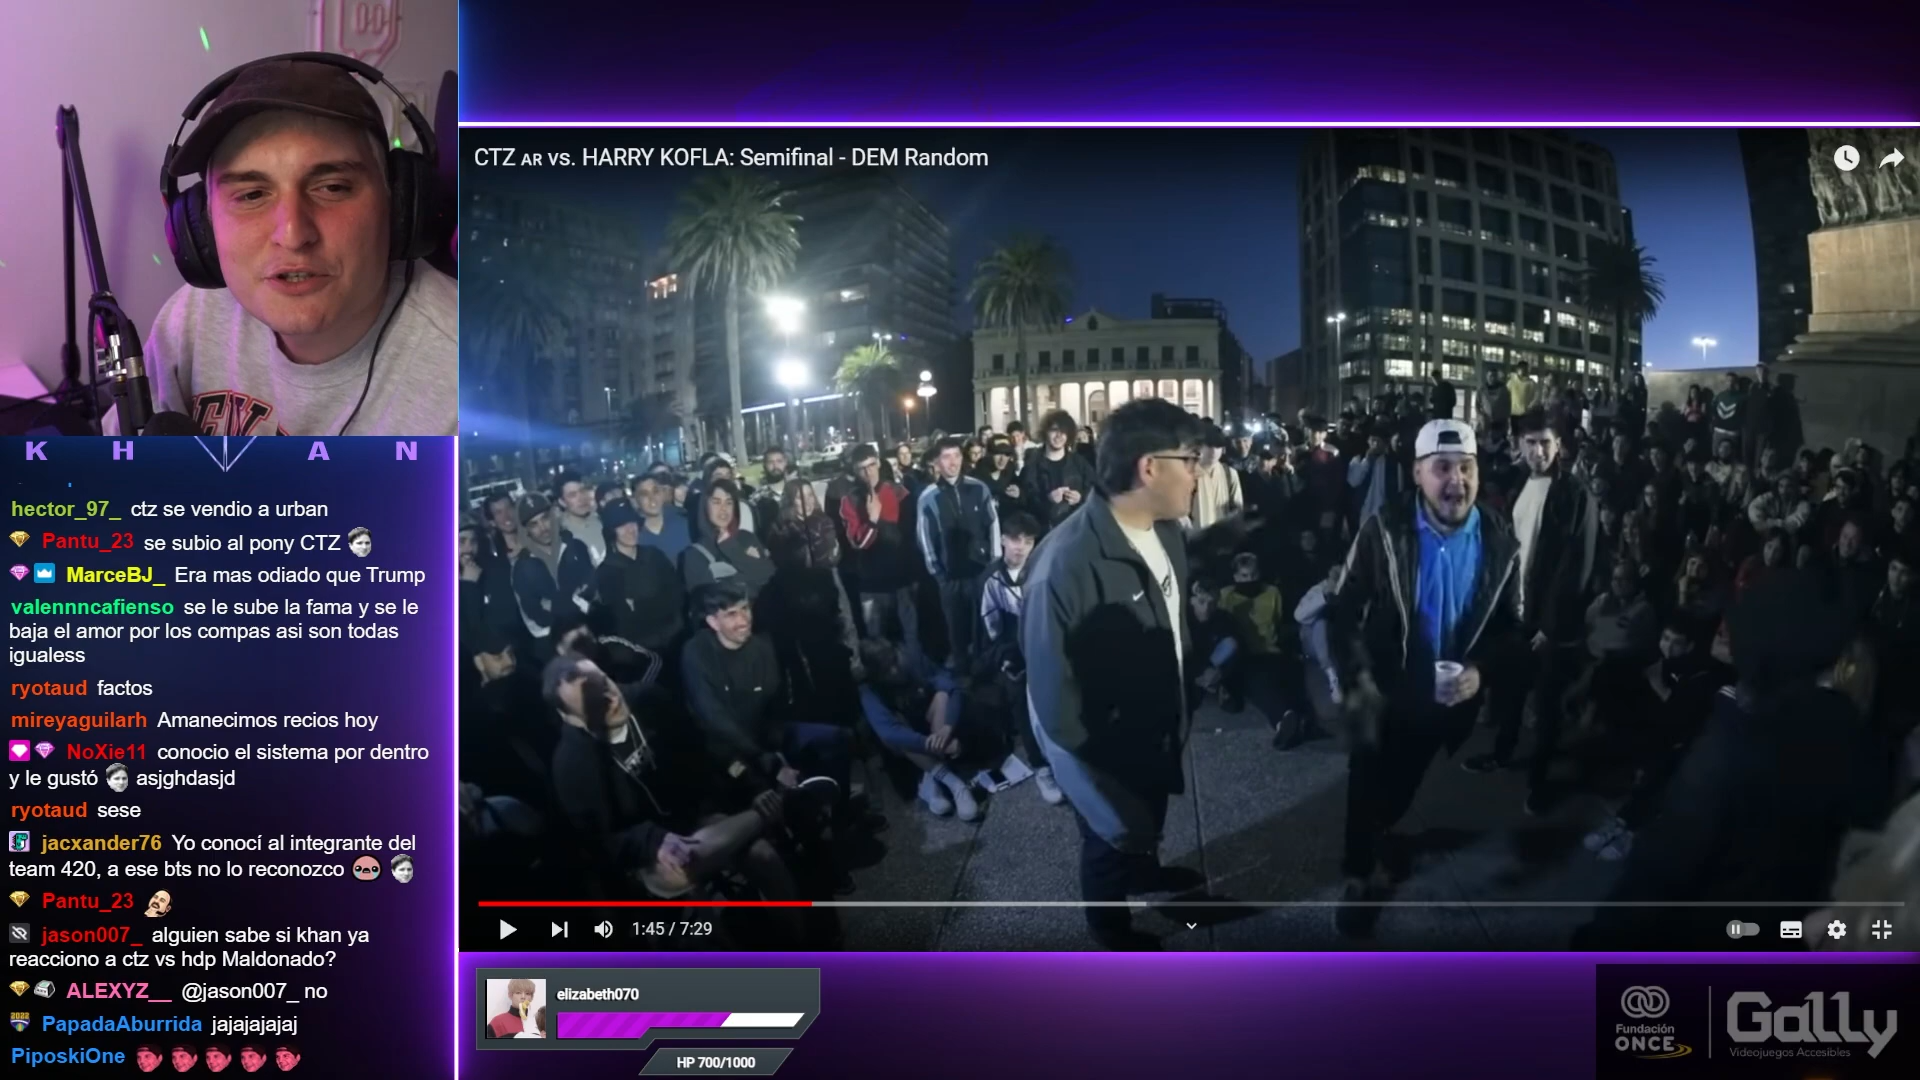 CTZ AR vs. HARRY KOFLA: Semifinal - DEM Random
K H A N
hector_97_ ctz se vendio a urban
Pantu_23 se subio al pony CTZ
MarceBJ_ Era mas odiado que Trump
valennncafienso se le sube la fama y se le
baja el amor por los compas asi son todas
igualess
ryotaud factos
mireyaguilarh Amanecimos recios hoy
NoXie11 conocio el sistema por dentro
y le gustó asjghdasjd
ryotaud sese
jacxander76 Yo conocí al integrante del
team 420, a ese bts no lo reconozco
Pantu_23
jason007_ alguien sabe si khan ya
reacciono a ctz vs hdp Maldonado?
ALEXYZ__ @jason007_ no
PapadaAburrida jajajajajaj
PiposkiOne
1:45 / 7:29
elizabeth070
HP 700/1000
Fundación
ONCE
Gally
Videojuegos Accesibles